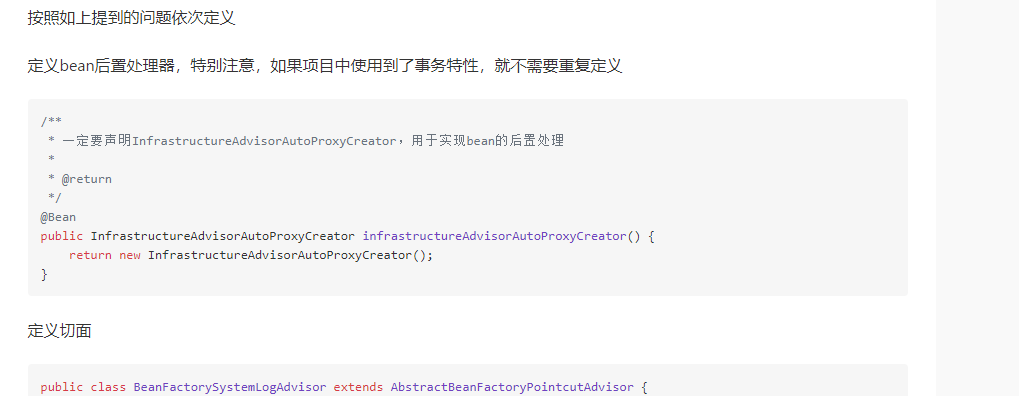 按照如上提到的问题依次定义
定义bean后置处理器，特别注意，如果项目中使用到了事务特性，就不需要重复定义
/**
 * 一定要声明InfrastructureAdvisorAutoProxyCreator，用于实现bean的后置处理
 *
 * @return
 */
@Bean
public InfrastructureAdvisorAutoProxyCreator infrastructureAdvisorAutoProxyCreator() {
    return new InfrastructureAdvisorAutoProxyCreator();
}
定义切面
public class BeanFactorySystemLogAdvisor extends AbstractBeanFactoryPointcutAdvisor {